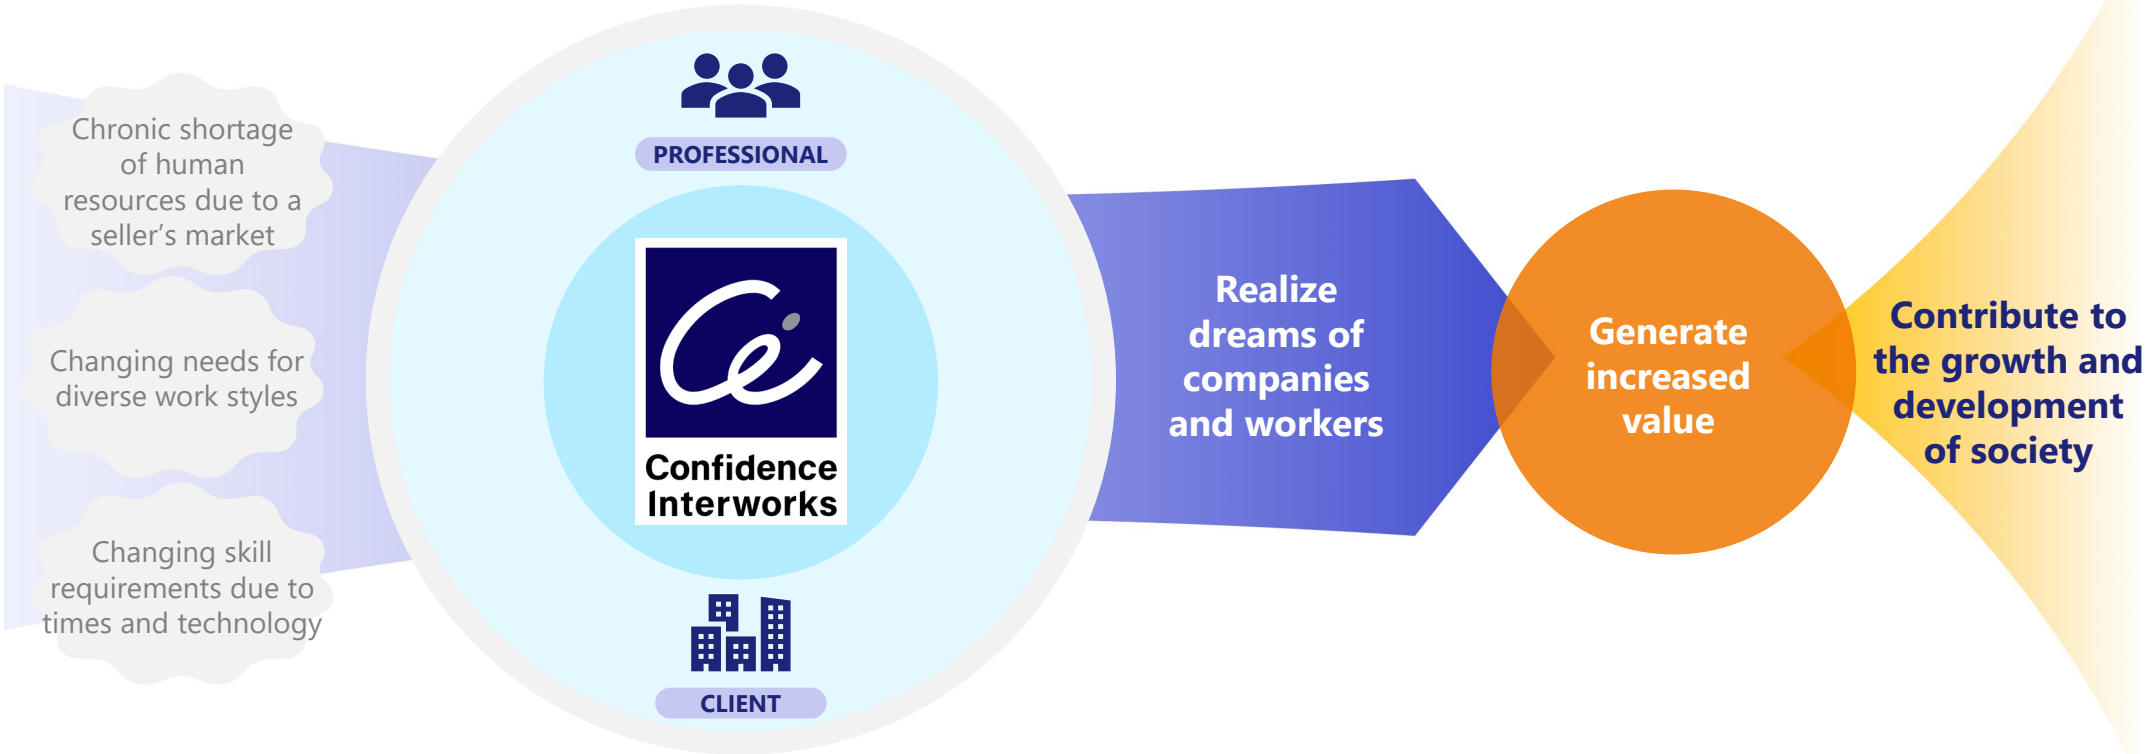 Chronic shortage
of human
resources due to a
seller’s market
Changing needs for
diverse work styles
Changing skill
requirements due to
times and technology
PROFESSIONAL
Ci
Confidence
Interworks
CLIENT
Realize
dreams of
companies
and workers
Generate
increased
value
Contribute to
the growth and
development
of society